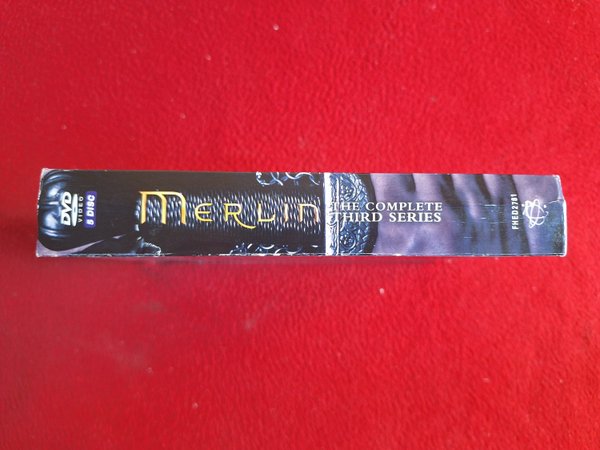 DVD
VIDEO
5 DISC
MERLIN
THE COMPLETE
THIRD SERIES
FHED2781